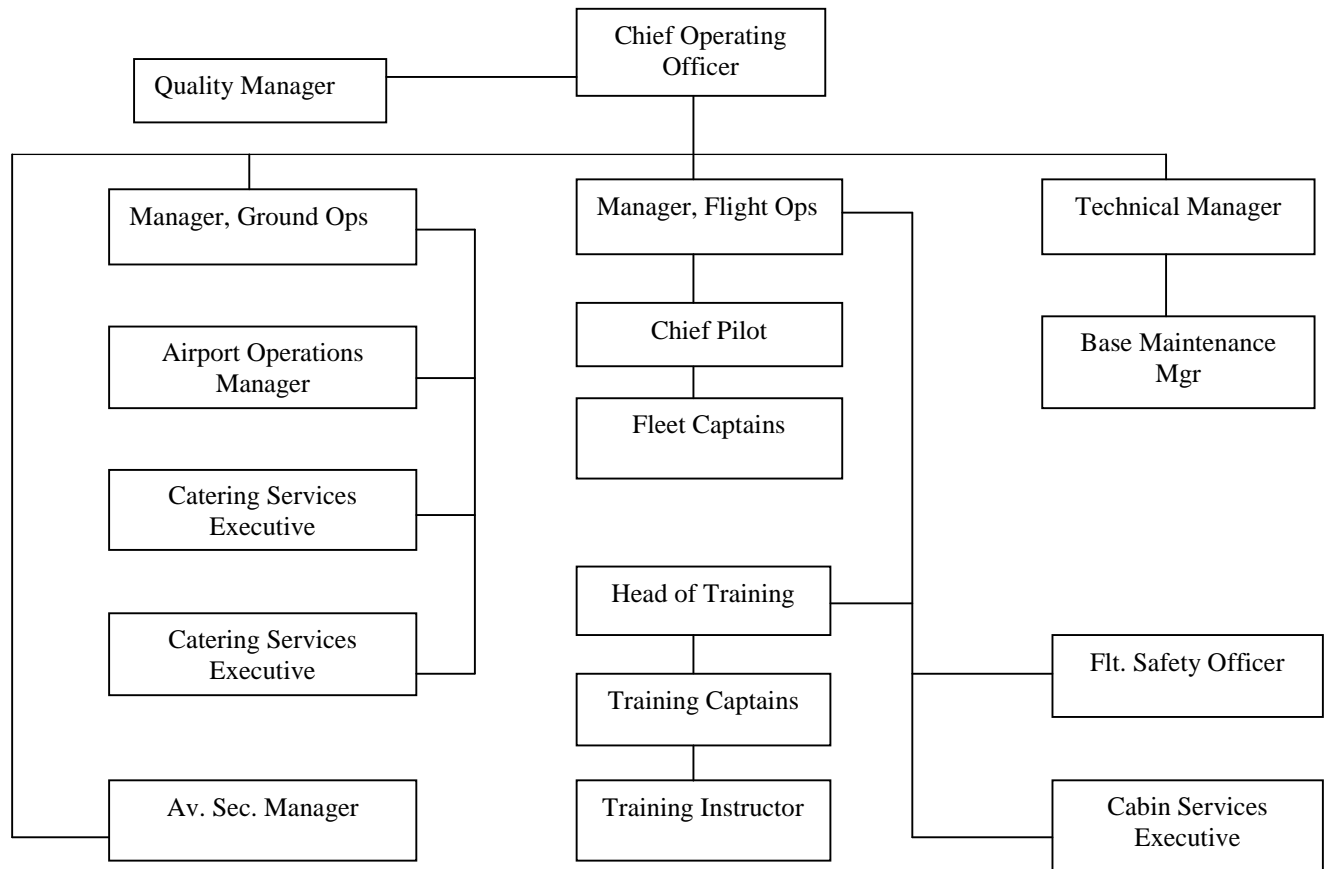 Chief Operating
Officer
Quality Manager
Manager, Ground Ops
Manager, Flight Ops
Technical Manager
Chief Pilot
Base Maintenance
Mgr
Airport Operations
Manager
Fleet Captains
Catering Services
Executive
Head of Training
Catering Services
Executive
Flt. Safety Officer
Training Captains
Av. Sec. Manager
Training Instructor
Cabin Services
Executive